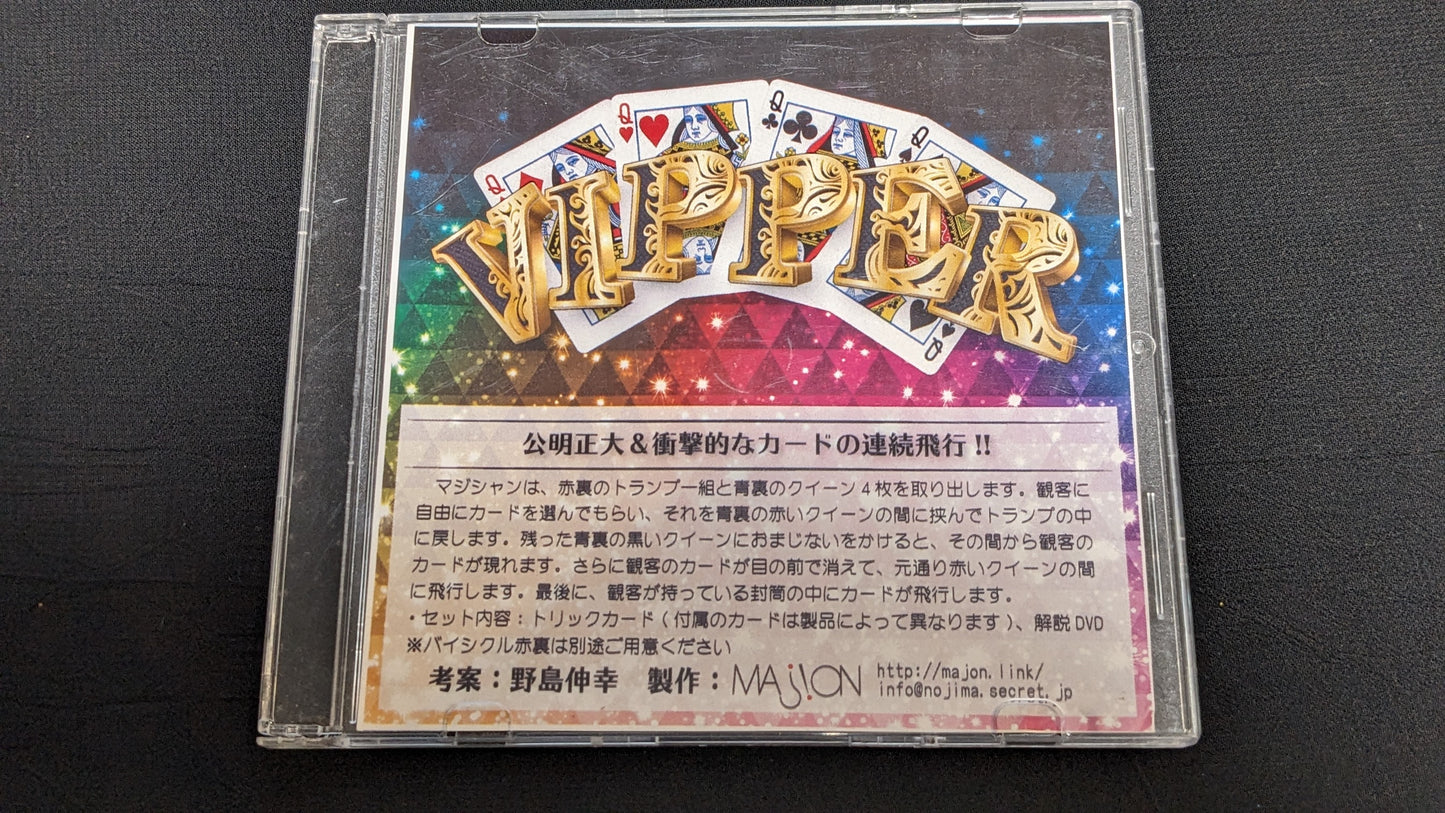 Q Q Q Q
VIPPER
Q
公明正大&衝撃的なカードの連続飛行!!
マジシャンは、赤裏のトランプ一組と青裏のクイーン4枚を取り出します。観客に
自由にカードを選んでもらい、それを青裏の赤いクイーンの間に挟んでトランプの中
に戻します。残った青裏の黒いクイーンにおまじないをかけると、その間から観客の
カードが現れます。さらに観客のカードが目の前で消えて、元通り赤いクイーンの間
に飛行します。最後に、観客が持っている封筒の中にカードが飛行します。
・セット内容:トリックカード(付属のカードは製品によって異なります)、解説DVD
※バイシクル赤裏は別途ご用意ください
考案:野島伸幸 製作:MAJION http://majon.link/
info@nojima.secret.jp